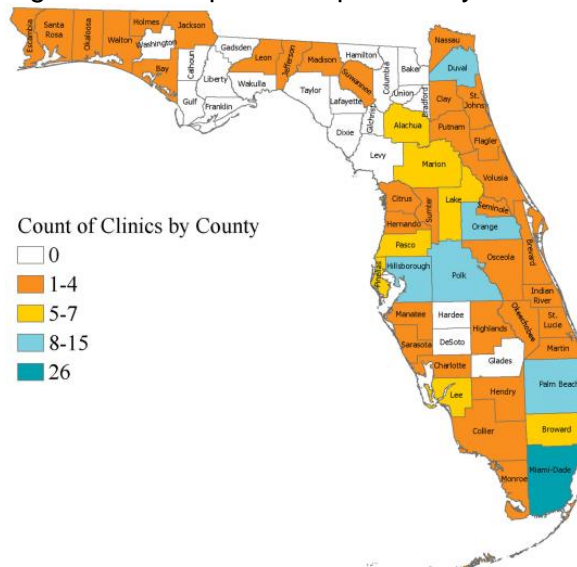 Escambia
Santa
Rosa
Okaloosa
Walton
Holmes
Washington
Jackson
Bay
Calhoun
Gulf
Gadsden
Liberty
Franklin
Leon
Wakulla
Jefferson
Madison
Taylor
Hamilton
Suwannee
Lafayette
Dixie
Columbia
Gilchrist
Levy
Baker
Union
Bradford
Nassau
Duval
Clay
St.
Johns
Alachua
Putnam
Flagler
Marion
Volusia
Citrus
Sumter
Lake
Seminole
Orange
Hernando
Pasco
Pinellas
Hillsborough
Polk
Osceola
Brevard
Indian
River
Manatee
Hardee
Highlands
Okeechobee
St.
Lucie
Sarasota
DeSoto
Martin
Charlotte
Glades
Lee
Hendry
Palm Beach
Collier
Broward
Monroe
Miami-Dade
Count of Clinics by County
0
1-4
5-7
8-15
26